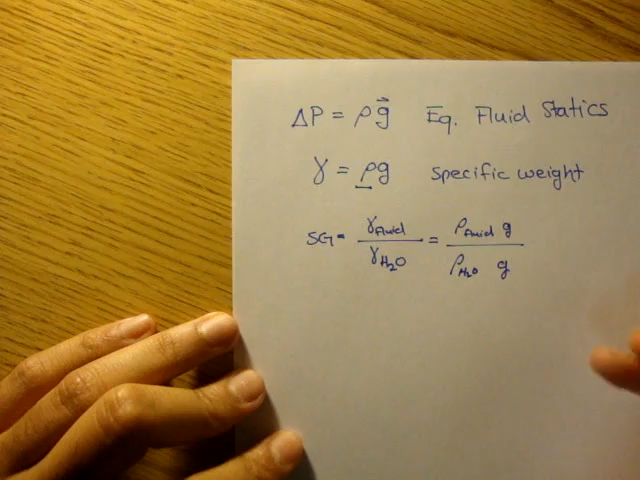 ΔP = ρg⃗ Eq. Fluid Statics
γ = ρg specific weight
SG = γfluid / γH₂O = ρfluid g / ρH₂O g